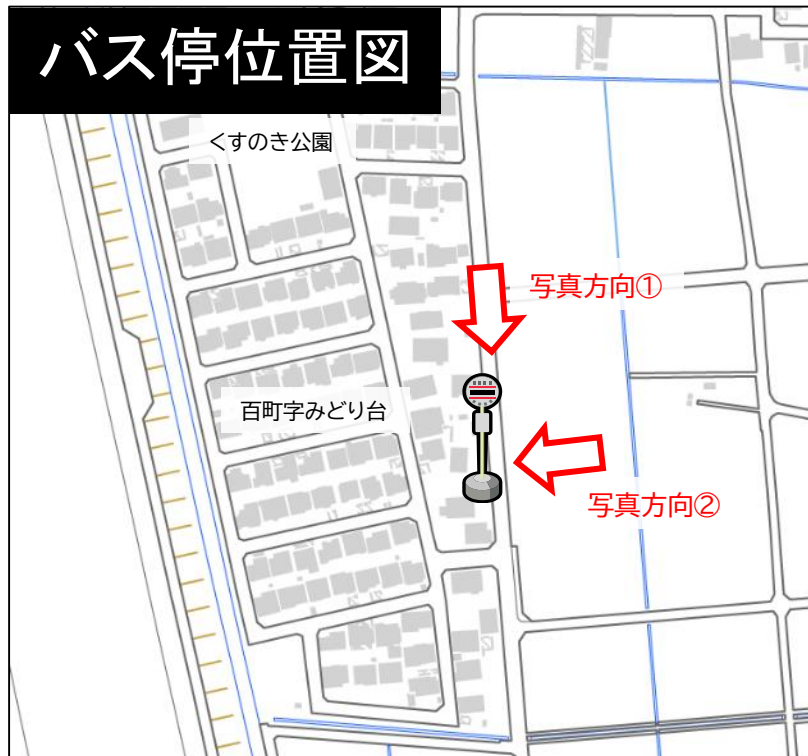 バス停位置図
くすのき公園
写真方向①
百町字みどり台
写真方向②